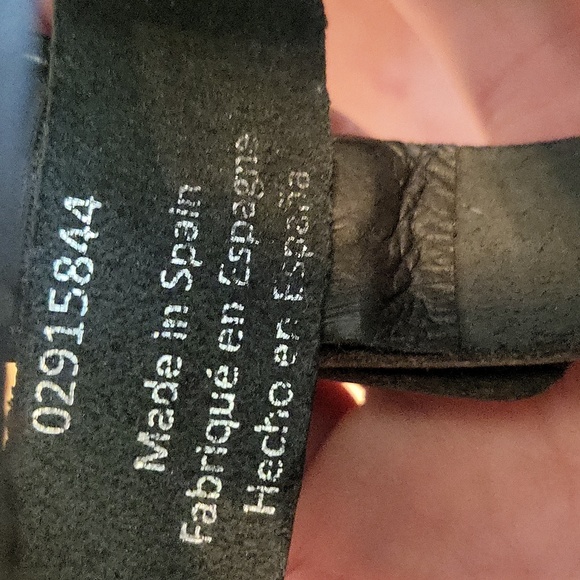 02915844
Made in Spain
Fabriqué en Espagne
Hecho en España